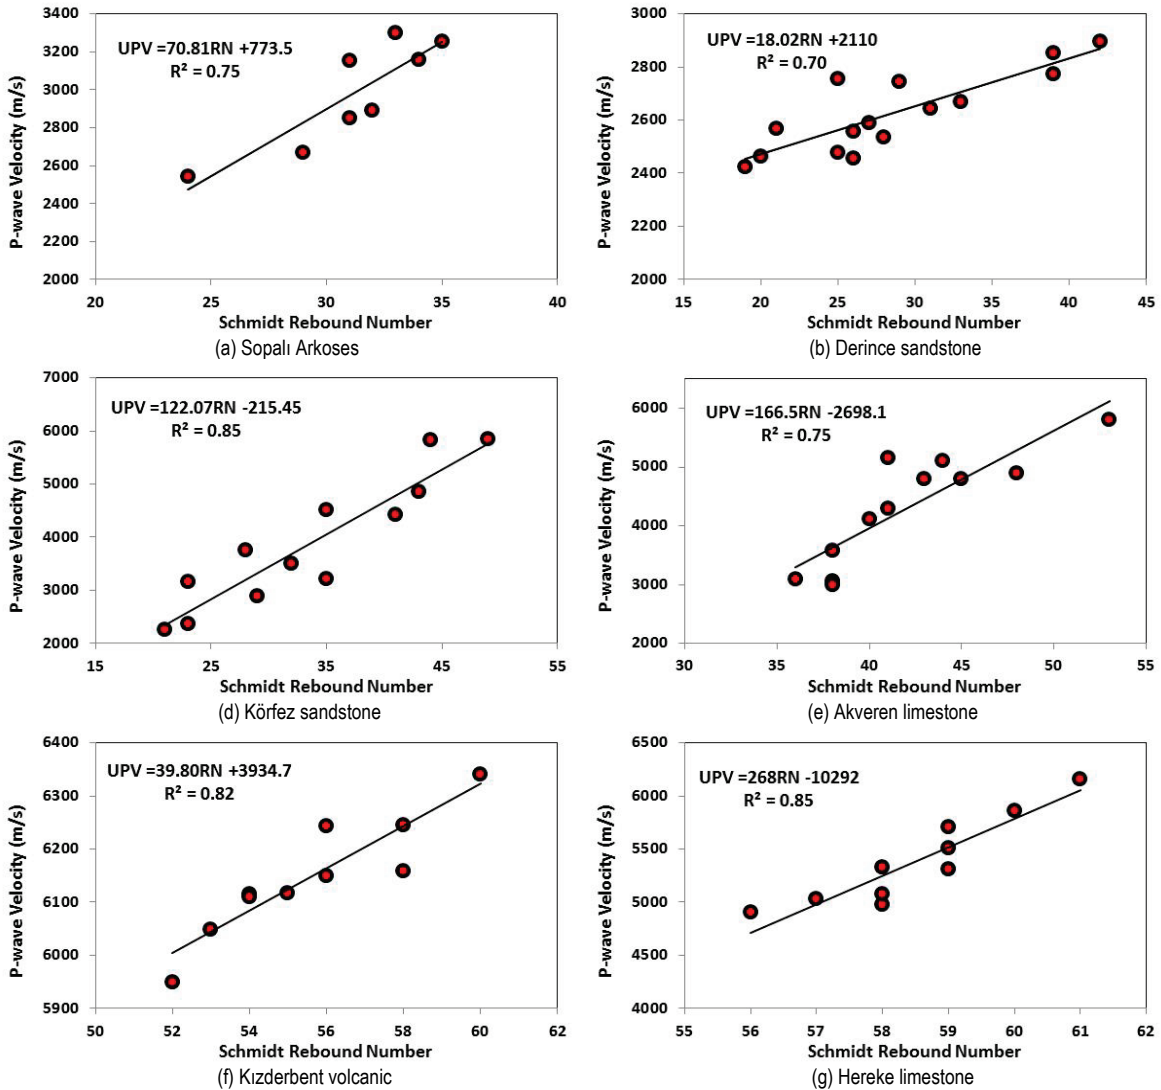 UPV =70.81RN +773.5
R² = 0.75
P-wave Velocity (m/s)
3400
3200
3000
2800
2600
2400
2200
2000
20
25
30
35
40
Schmidt Rebound Number
(a) Sopalı Arkoses
UPV =18.02RN +2110
R² = 0.70
P-wave Velocity (m/s)
3000
2800
2600
2400
2200
2000
15
20
25
30
35
40
45
Schmidt Rebound Number
(b) Derince sandstone
UPV =122.07RN -215.45
R² = 0.85
P-wave Velocity (m/s)
7000
6000
5000
4000
3000
2000
15
25
35
45
55
Schmidt Rebound Number
(d) Körfez sandstone
UPV =166.5RN -2698.1
R² = 0.75
P-wave Velocity (m/s)
6000
5000
4000
3000
2000
30
35
40
45
50
55
Schmidt Rebound Number
(e) Akveren limestone
UPV =39.80RN +3934.7
R² = 0.82
P-wave Velocity (m/s)
6400
6300
6200
6100
6000
5900
50
52
54
56
58
60
62
Schmidt Rebound Number
(f) Kızderbent volcanic
UPV =268RN -10292
R² = 0.85
P-wave Velocity (m/s)
6500
6000
5500
5000
4500
4000
55
56
57
58
59
60
61
62
Schmidt Rebound Number
(g) Hereke limestone